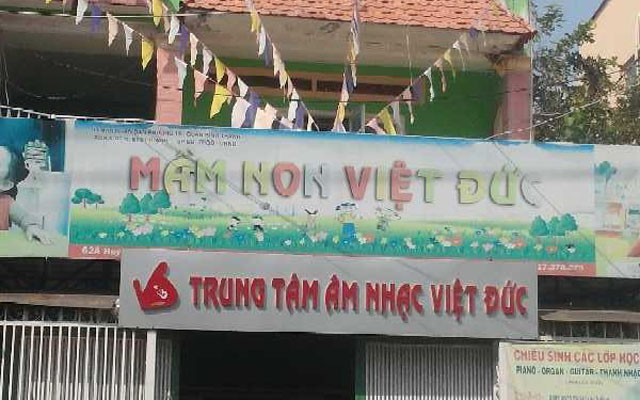 MẦM NON VIỆT ĐỨC
62A
TRUNG TÂM ÂM NHẠC VIỆT ĐỨC
CHIÊU SINH CÁC LỚP HỌC
PIANO - ORGAN - GUITAR - THANH NHẠC